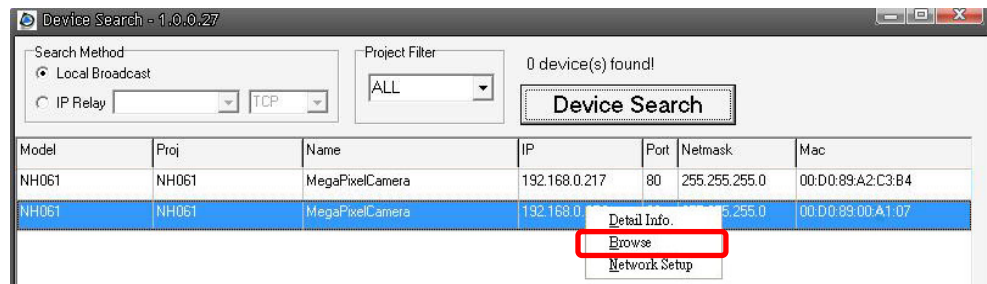 Device Search - 1.0.0.27
Search Method
Local Broadcast
IP Relay TCP
Project Filter
ALL
0 device(s) found!
Device Search
Model Proj Name IP Port Netmask Mac
NH061 NH061 MegaPixelCamera 192.168.0.217 80 255.255.255.0 00:D0:89:A2:C3:B4
NH061 NH061 MegaPixelCamera 192.168.0. 5.255.0 00:D0:89:00:A1:07
Detail Info.
Browse
Network Setup